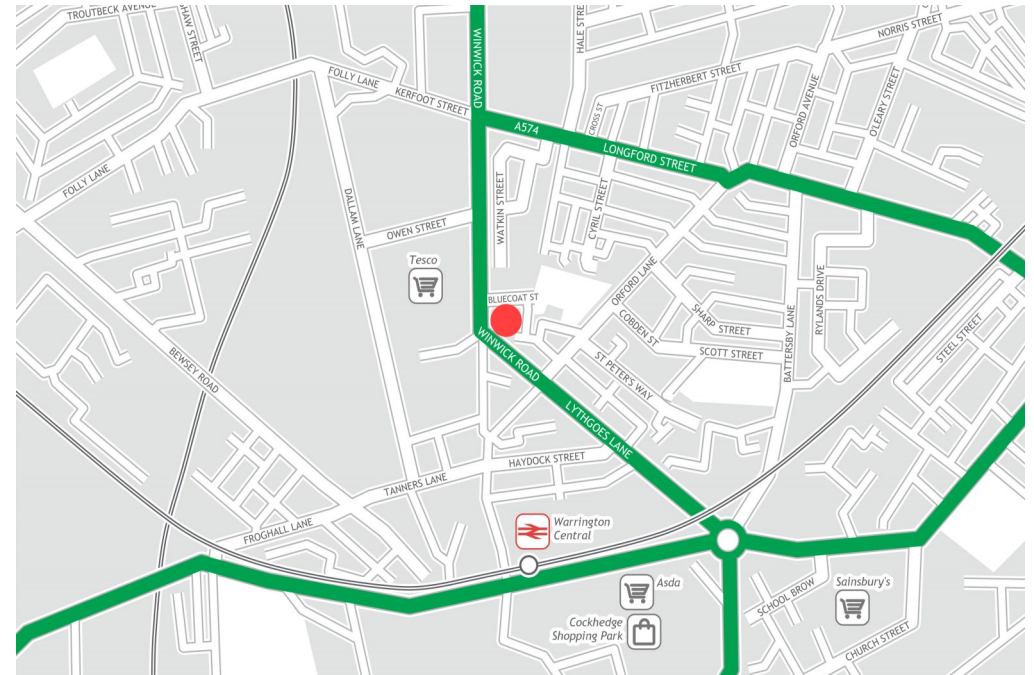 TROUTBECK AVENUE
SHAW STREET
FOLLY LANE
KERFOOT STREET
WINWICK ROAD
HALE STREET
NORRIS STREET
FITZHERBERT STREET
CROSS ST
A574
LONGFORD STREET
ORFORD AVENUE
O'LEARY STREET
FOLLY LANE
DALLAM LANE
OWEN STREET
WATKIN STREET
CYRIL STREET
Tesco
BLUECOAT ST
ORFORD LANE
COBDEN ST
SHARP STREET
SCOTT STREET
BATTERSBY LANE
RYLANDS DRIVE
STEEL STREET
WINWICK ROAD
ST PETER'S WAY
BEWSEY ROAD
LYTHGOES LANE
HAYDOCK STREET
TANNERS LANE
FROGHALL LANE
Warrington
Central
Asda
Cockhedge
Shopping Park
SCHOOL BROW
Sainsbury's
CHURCH STREET